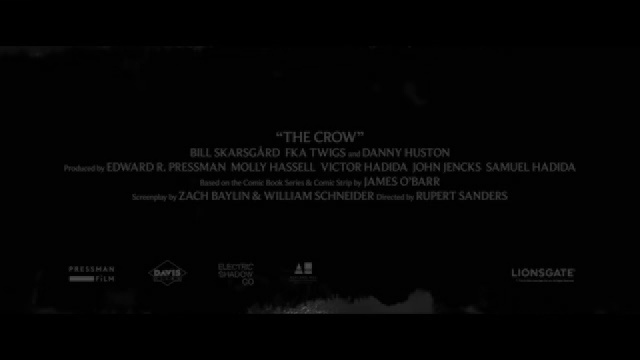 “THE CROW”
BILL SKARSGÅRD FKA TWIGS and DANNY HUSTON
Produced by EDWARD R. PRESSMAN MOLLY HASSELL VICTOR HADIDA JOHN JENCKS SAMUEL HADIDA
Based on the Comic Book Series & Comic Strip by JAMES O’BARR
Screenplay by ZACH BAYLIN & WILLIAM SCHNEIDER Directed by RUPERT SANDERS
PRESSMAN
FILM
DAVIS
ELECTRIC
SHADOW
CO
LIONSGATE